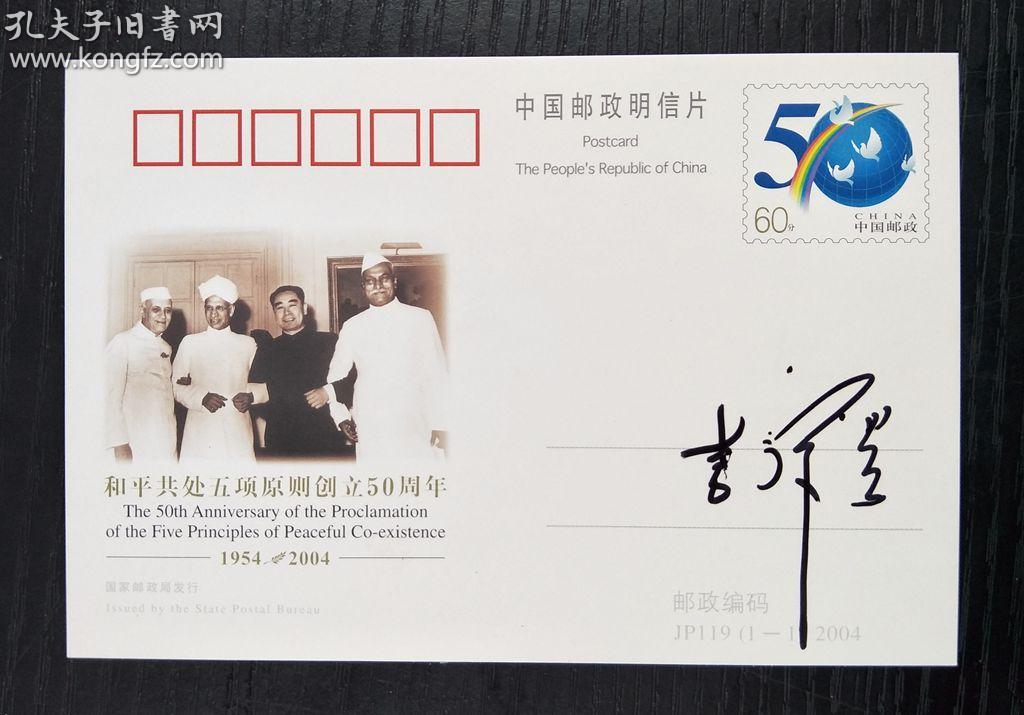 孔夫子旧書网
www.kongfz.com
中国邮政明信片
Postcard
The People's Republic of China
50
60分
CHINA
中国邮政
和平共处五项原则创立50周年
The 50th Anniversary of the Proclamation
of the Five Principles of Peaceful Co-existence
1954 2004
国家邮政局发行
Issued by the State Postal Bureau
邮政编码
JP119 (1－1) 2004